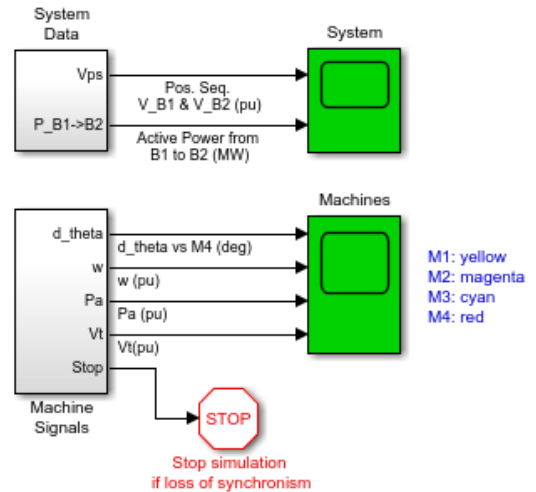 System
Data
System
Vps
Pos. Seq.
V_B1 & V_B2 (pu)
P_B1->B2
Active Power from
B1 to B2 (MW)
Machines
d_theta
d_theta vs M4 (deg)
w
w (pu)
Pa
Pa (pu)
Vt
Vt(pu)
Stop
M1: yellow
M2: magenta
M3: cyan
M4: red
Machine
Signals
STOP
Stop simulation
if loss of synchronism